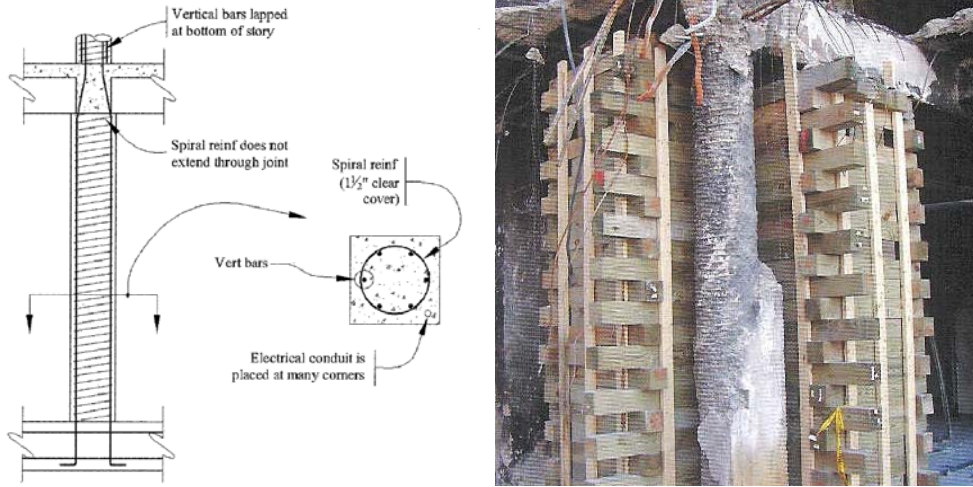 Vertical bars lapped
at bottom of story
Spiral reinf does not
extend through joint
Spiral reinf
(1½" clear
cover)
Vert bars
Electrical conduit is
placed at many corners